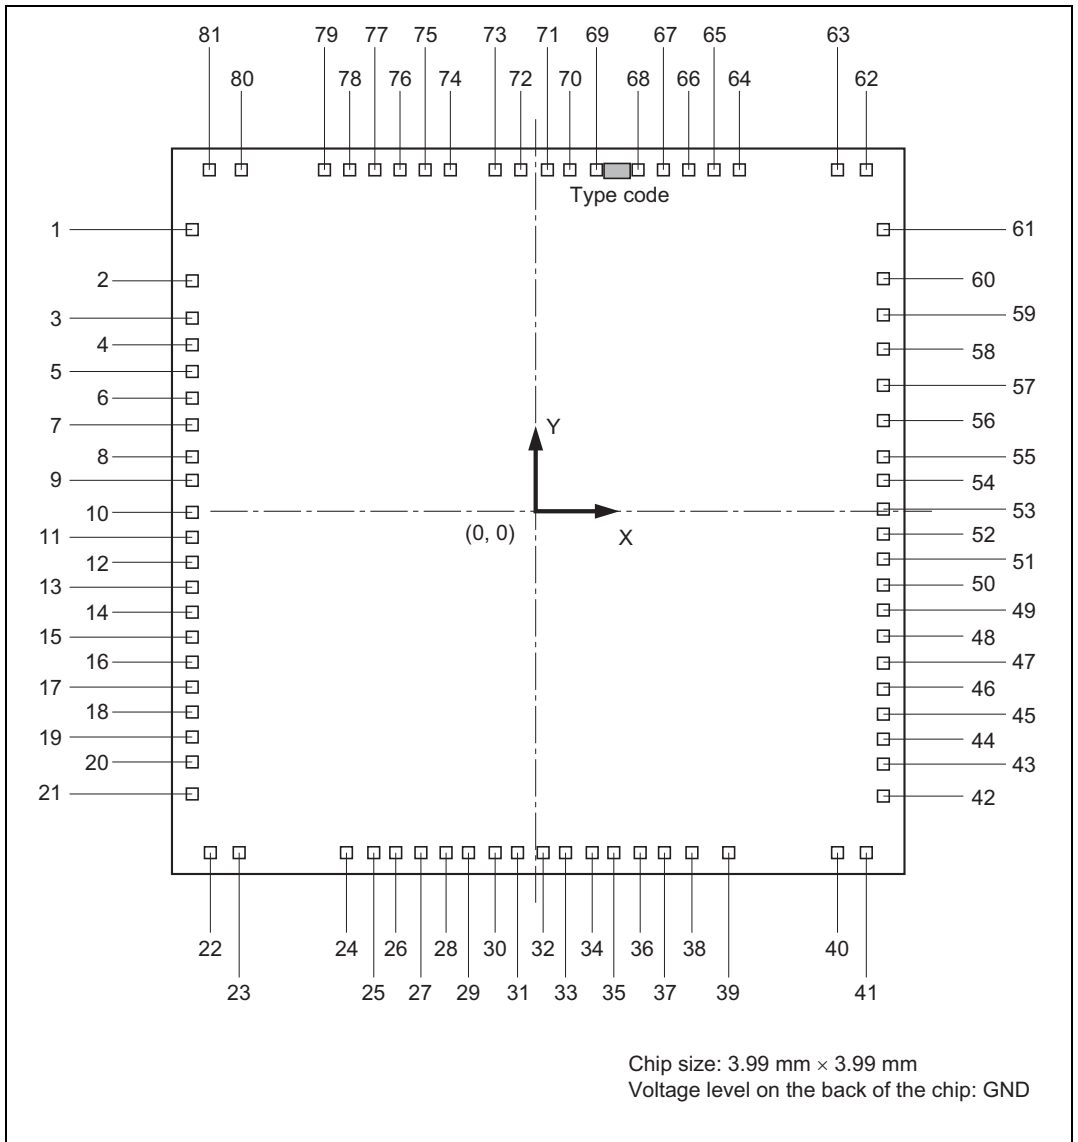 81 79 77 75 73 71 69 67 65 63
80 78 76 74 72 70 68 66 64 62
Type code
1 61
2 60
3 59
4 58
5 57
6 56
7 Y
8 55
9 54
10 53
(0, 0) X
11 52
12 51
13 50
14 49
15 48
16 47
17 46
18 45
19 44
20 43
21 42
22 24 26 28 30 32 34 36 38 40
23 25 27 29 31 33 35 37 39 41
Chip size: 3.99 mm × 3.99 mm
Voltage level on the back of the chip: GND